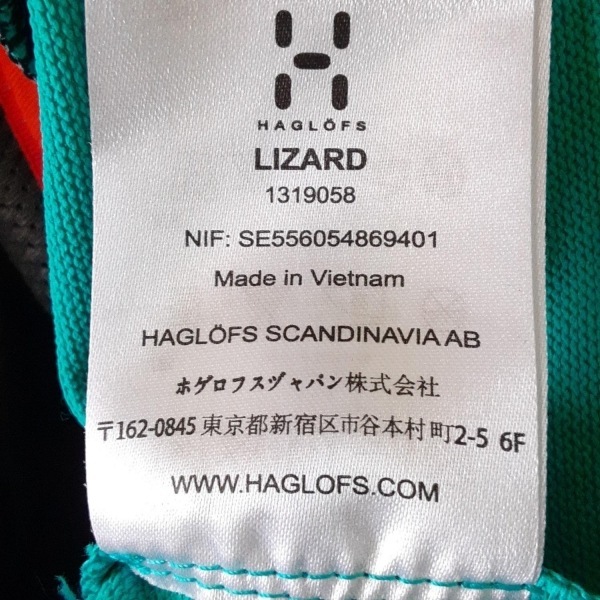 HAGLÖFS
LIZARD
1319058
NIF: SE556054869401
Made in Vietnam
HAGLÖFS SCANDINAVIA AB
ホグロフスジャパン株式会社
〒162-0845 東京都新宿区市谷本村町2-5 6F
WWW.HAGLOFS.COM